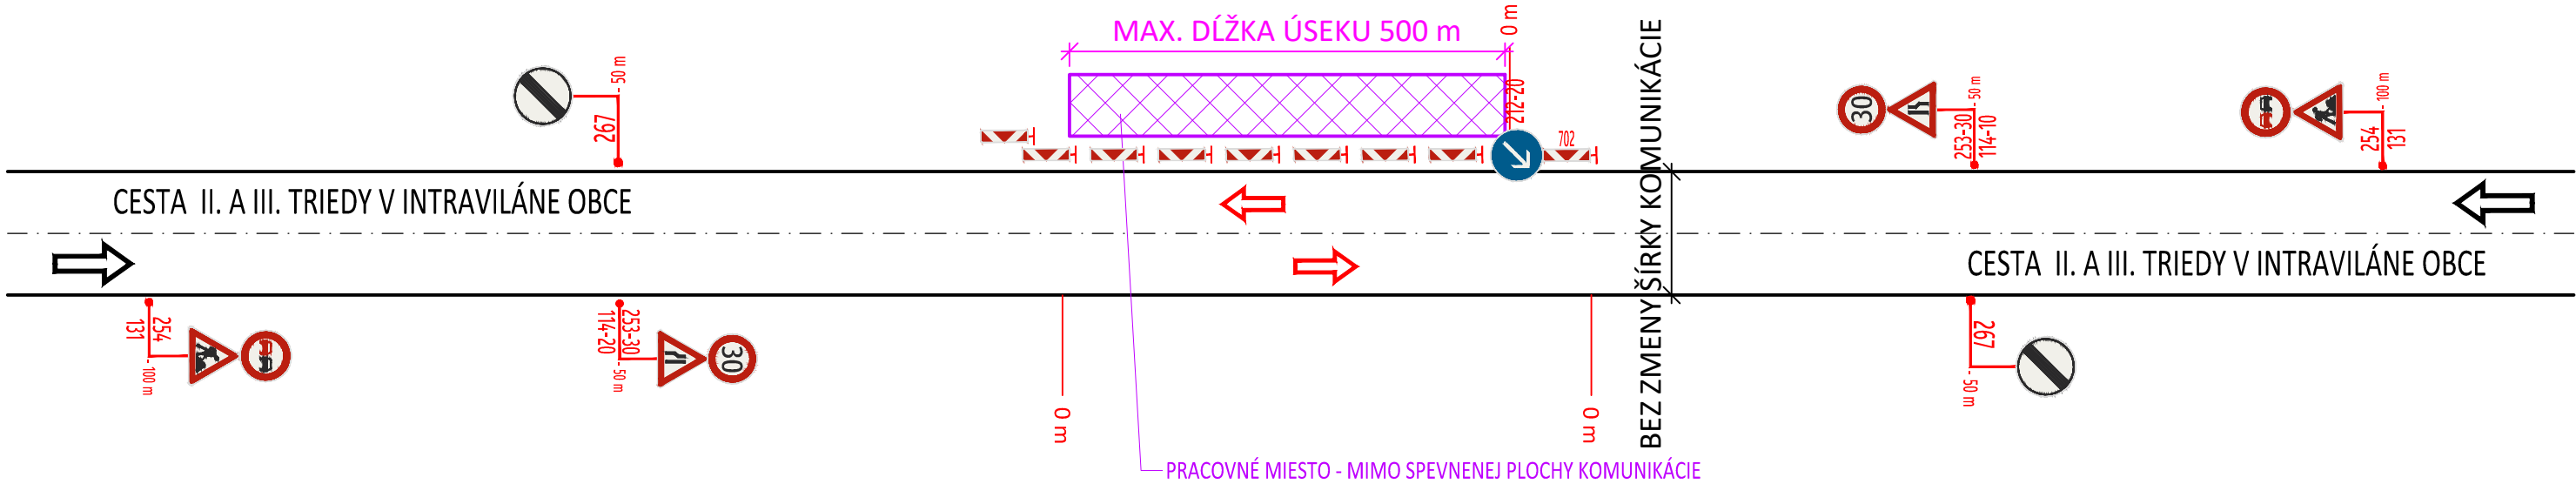 MAX. DĹŽKA ÚSEKU 500 m
0 m
212-20
702
BEZ ZMENY ŠÍRKY KOMUNIKÁCIE
- 50 m
267
30
- 50 m
253-30
114-10
- 100 m
254
131
CESTA II. A III. TRIEDY V INTRAVILÁNE OBCE
CESTA II. A III. TRIEDY V INTRAVILÁNE OBCE
254
131
- 100 m
253-30
114-20
- 50 m
30
0 m
0 m
267
- 50 m
PRACOVNÉ MIESTO - MIMO SPEVNENEJ PLOCHY KOMUNIKÁCIE